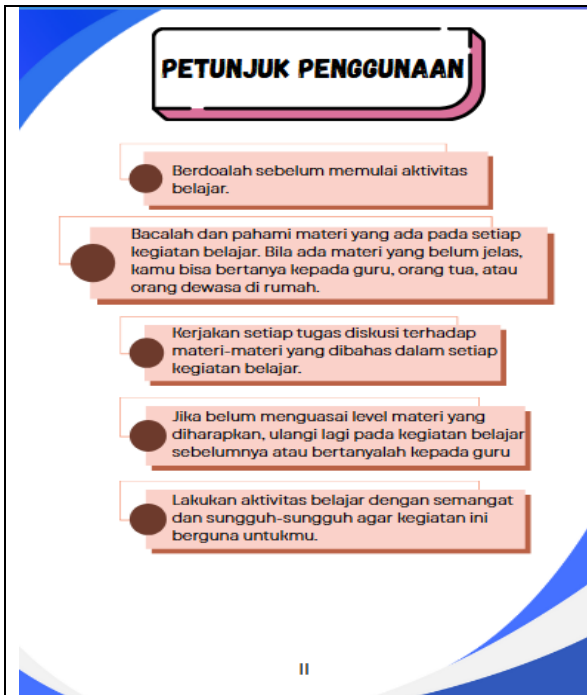 PETUNJUK PENGGUNAAN
Berdoalah sebelum memulai aktivitas
belajar.
Bacalah dan pahami materi yang ada pada setiap
kegiatan belajar. Bila ada materi yang belum jelas,
kamu bisa bertanya kepada guru, orang tua, atau
orang dewasa di rumah.
Kerjakan setiap tugas diskusi terhadap
materi-materi yang dibahas dalam setiap
kegiatan belajar.
Jika belum menguasai level materi yang
diharapkan, ulangi lagi pada kegiatan belajar
sebelumnya atau bertanyalah kepada guru
Lakukan aktivitas belajar dengan semangat
dan sungguh-sungguh agar kegiatan ini
berguna untukmu.
II